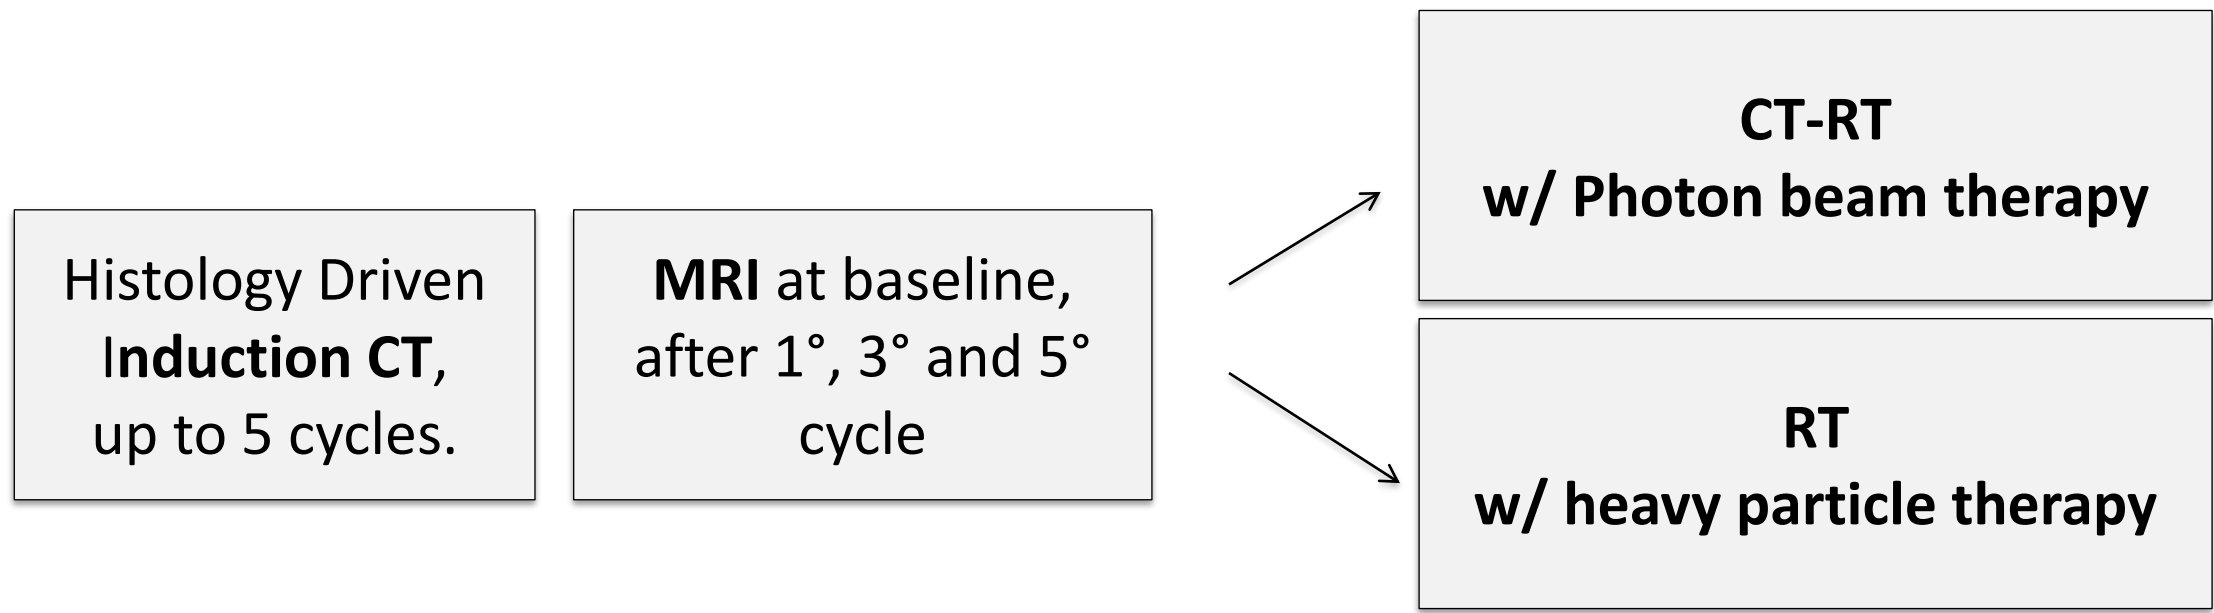 Histology Driven
Induction CT,
up to 5 cycles.
MRI at baseline,
after 1°, 3° and 5°
cycle
CT-RT
w/ Photon beam therapy
RT
w/ heavy particle therapy